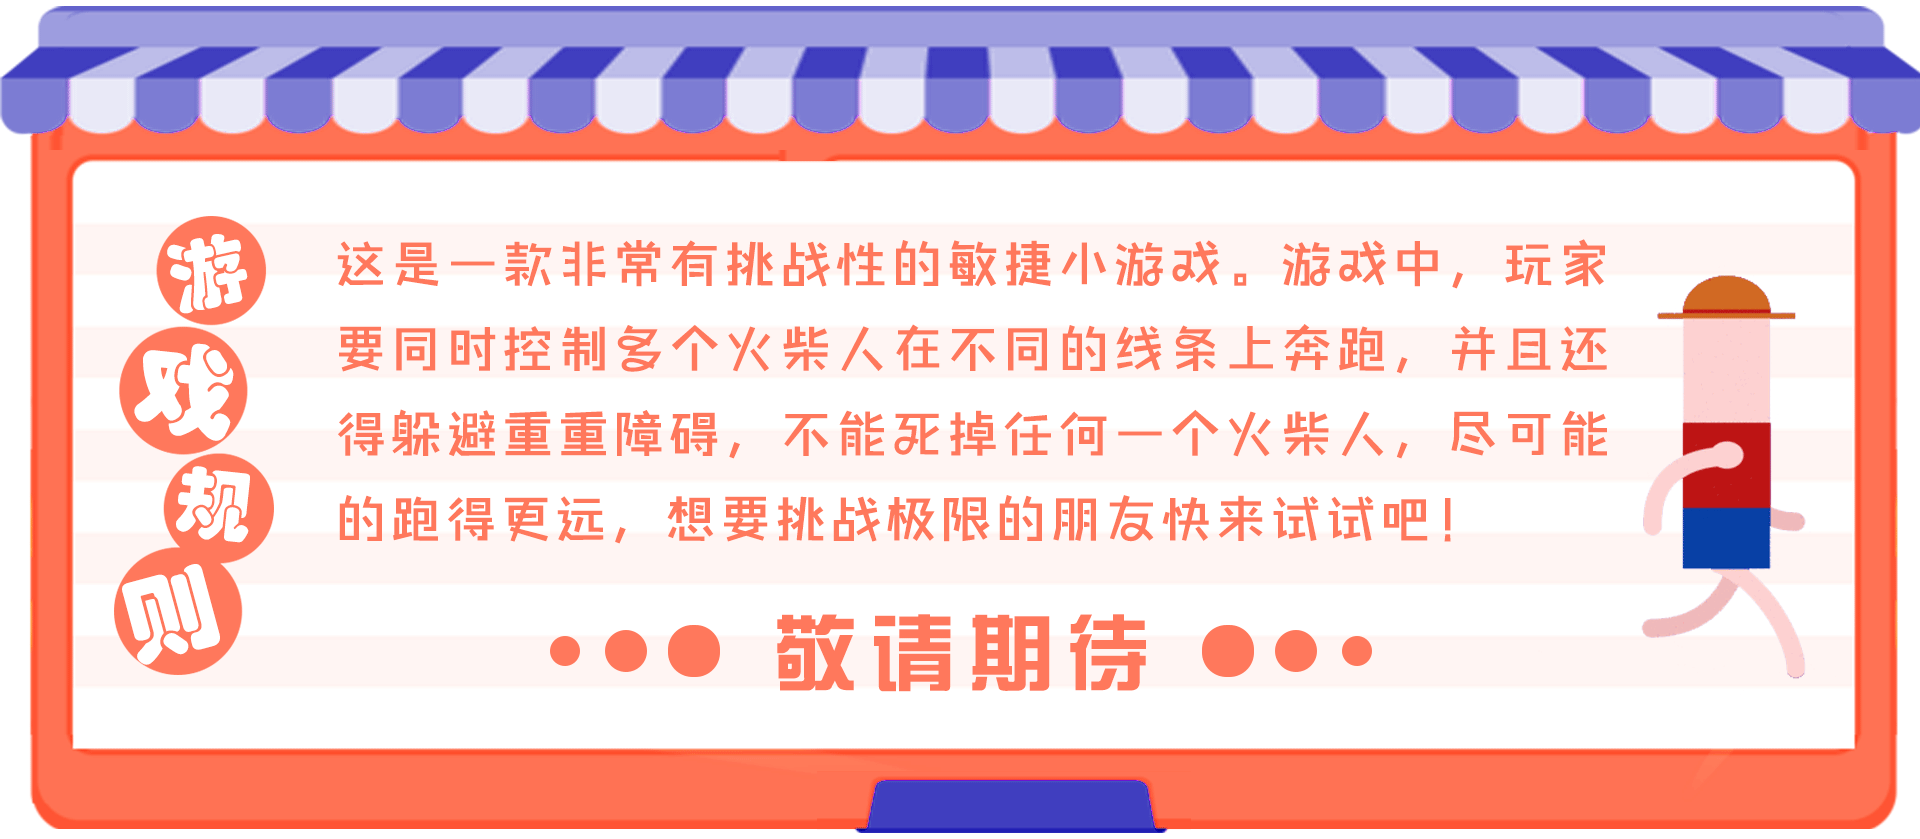 游戏规则
这是一款非常有挑战性的敏捷小游戏。游戏中，玩家
要同时控制多个火柴人在不同的线条上奔跑，并且还
得躲避重重障碍，不能死掉任何一个火柴人，尽可能
的跑得更远，想要挑战极限的朋友快来试试吧！
敬请期待